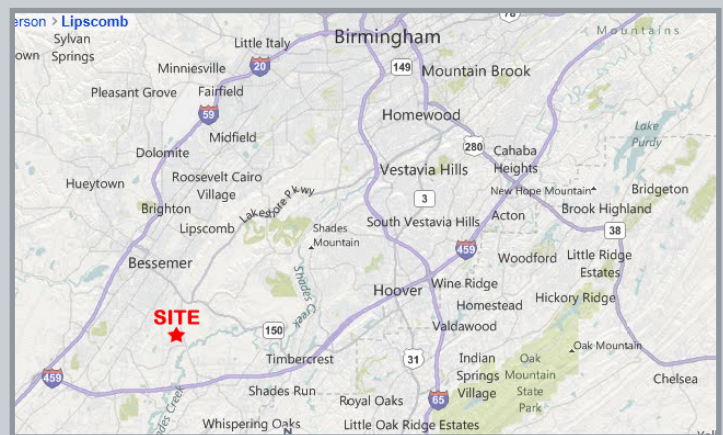 erson > Lipscomb
78
Mountains
Sylvan
Springs
own
Little Italy
Birmingham
20
149
Minniesville
Mountain Brook
Pleasant Grove
Fairfield
59
Homewood
Midfield
Lake
Purdy
280
Cahaba
Heights
Dolomite
Vestavia Hills
Hueytown
Roosevelt Cairo
Village
New Hope Mountain
Bridgeton
3
Brighton
Lakeshore Pkwy
Brook Highland
Acton
Lipscomb
South Vestavia Hills
38
Shades
Mountain
459
Bessemer
Woodford
Little Ridge
Estates
Shades Creek
Hoover
Wine Ridge
Hickory Ridge
Homestead
SITE
150
Valdawood
Oak Mountain
Timbercrest
31
Indian
Springs
Village
Oak
Mountain
State
Park
459
Chelsea
Shades Run
Royal Oaks
65
hades Creek
Whispering Oaks
Little Oak Ridge Estates